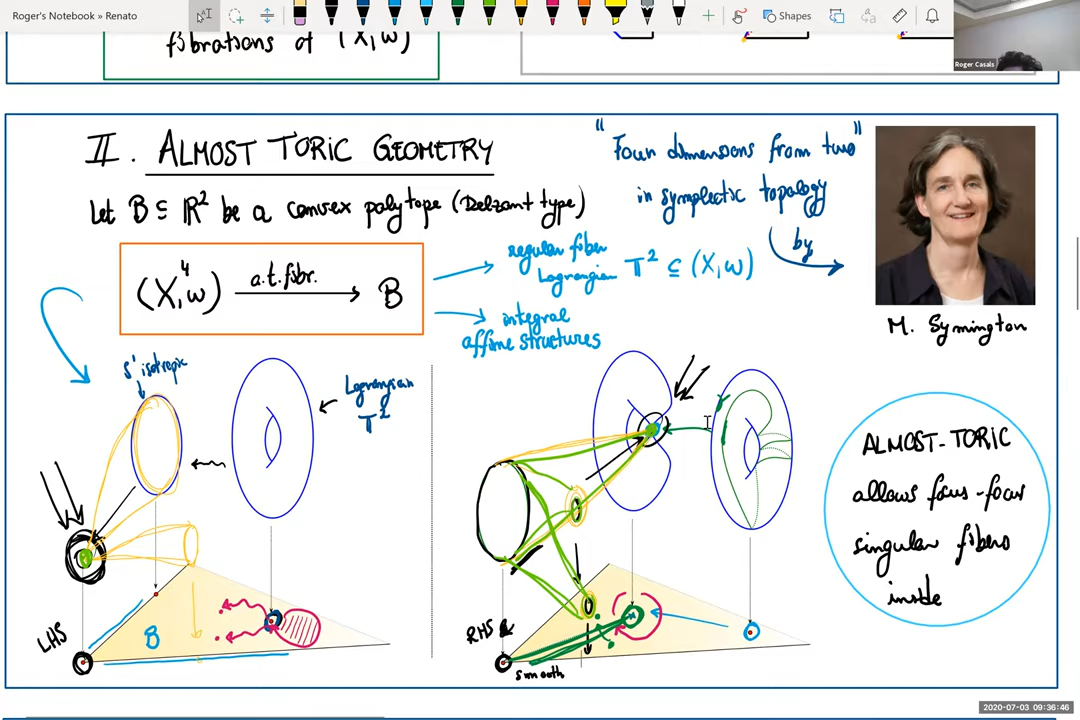 Roger's Notebook » Renato
Shapes
Roger Casals
fibrations of (X,ω)
II. ALMOST TORIC GEOMETRY
Let B ⊆ ℝ² be a convex polytope (Delzant type)
"Four dimensions from two"
in symplectic topology
by
M. Symington
(X⁴,ω) a.t.fibr. → B
regular fiber
Lagrangian T² ⊆ (X,ω)
integral
affine structures
S¹ isotropic
Lagrangian
T²
LHS
B
γ
RHS
smooth
ALMOST-TORIC
allows focus-focus
singular fibers
inside
2020-07-03 09:36:46